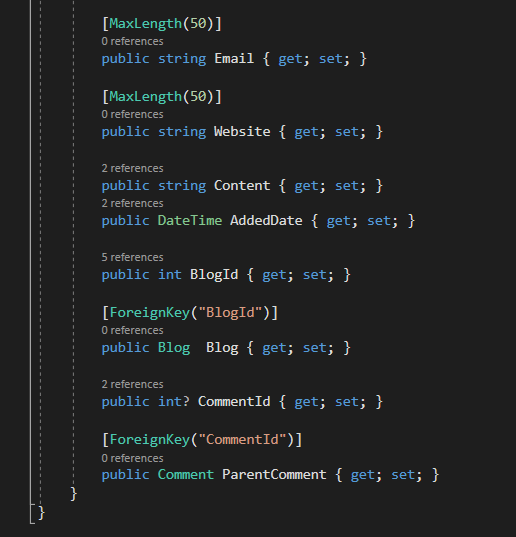 [MaxLength(50)]
0 references
public string Email { get; set; }
[MaxLength(50)]
0 references
public string Website { get; set; }
2 references
public string Content { get; set; }
2 references
public DateTime AddedDate { get; set; }
5 references
public int BlogId { get; set; }
[ForeignKey("BlogId")]
0 references
public Blog  Blog { get; set; }
2 references
public int? CommentId { get; set; }
[ForeignKey("CommentId")]
0 references
public Comment ParentComment { get; set; }
}
}